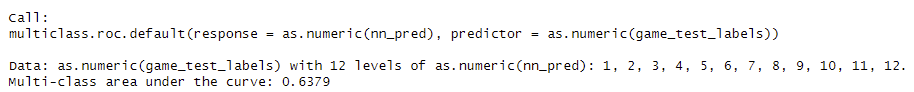 Call:
multiclass.roc.default(response = as.numeric(nn_pred), predictor = as.numeric(game_test_labels))
Data: as.numeric(game_test_labels) with 12 levels of as.numeric(nn_pred): 1, 2, 3, 4, 5, 6, 7, 8, 9, 10, 11, 12.
Multi-class area under the curve: 0.6379